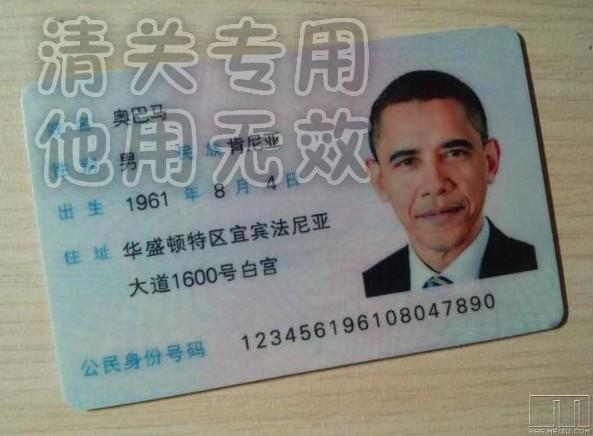 清关专用
他用无效
姓名 奥巴马
性别 男 民族 肯尼亚
出生 1961 年 8 月 4 日
住址 华盛顿特区宜宾法尼亚
大道1600号白宫
公民身份号码 123456196108047890
BBS.MEIZU.COM